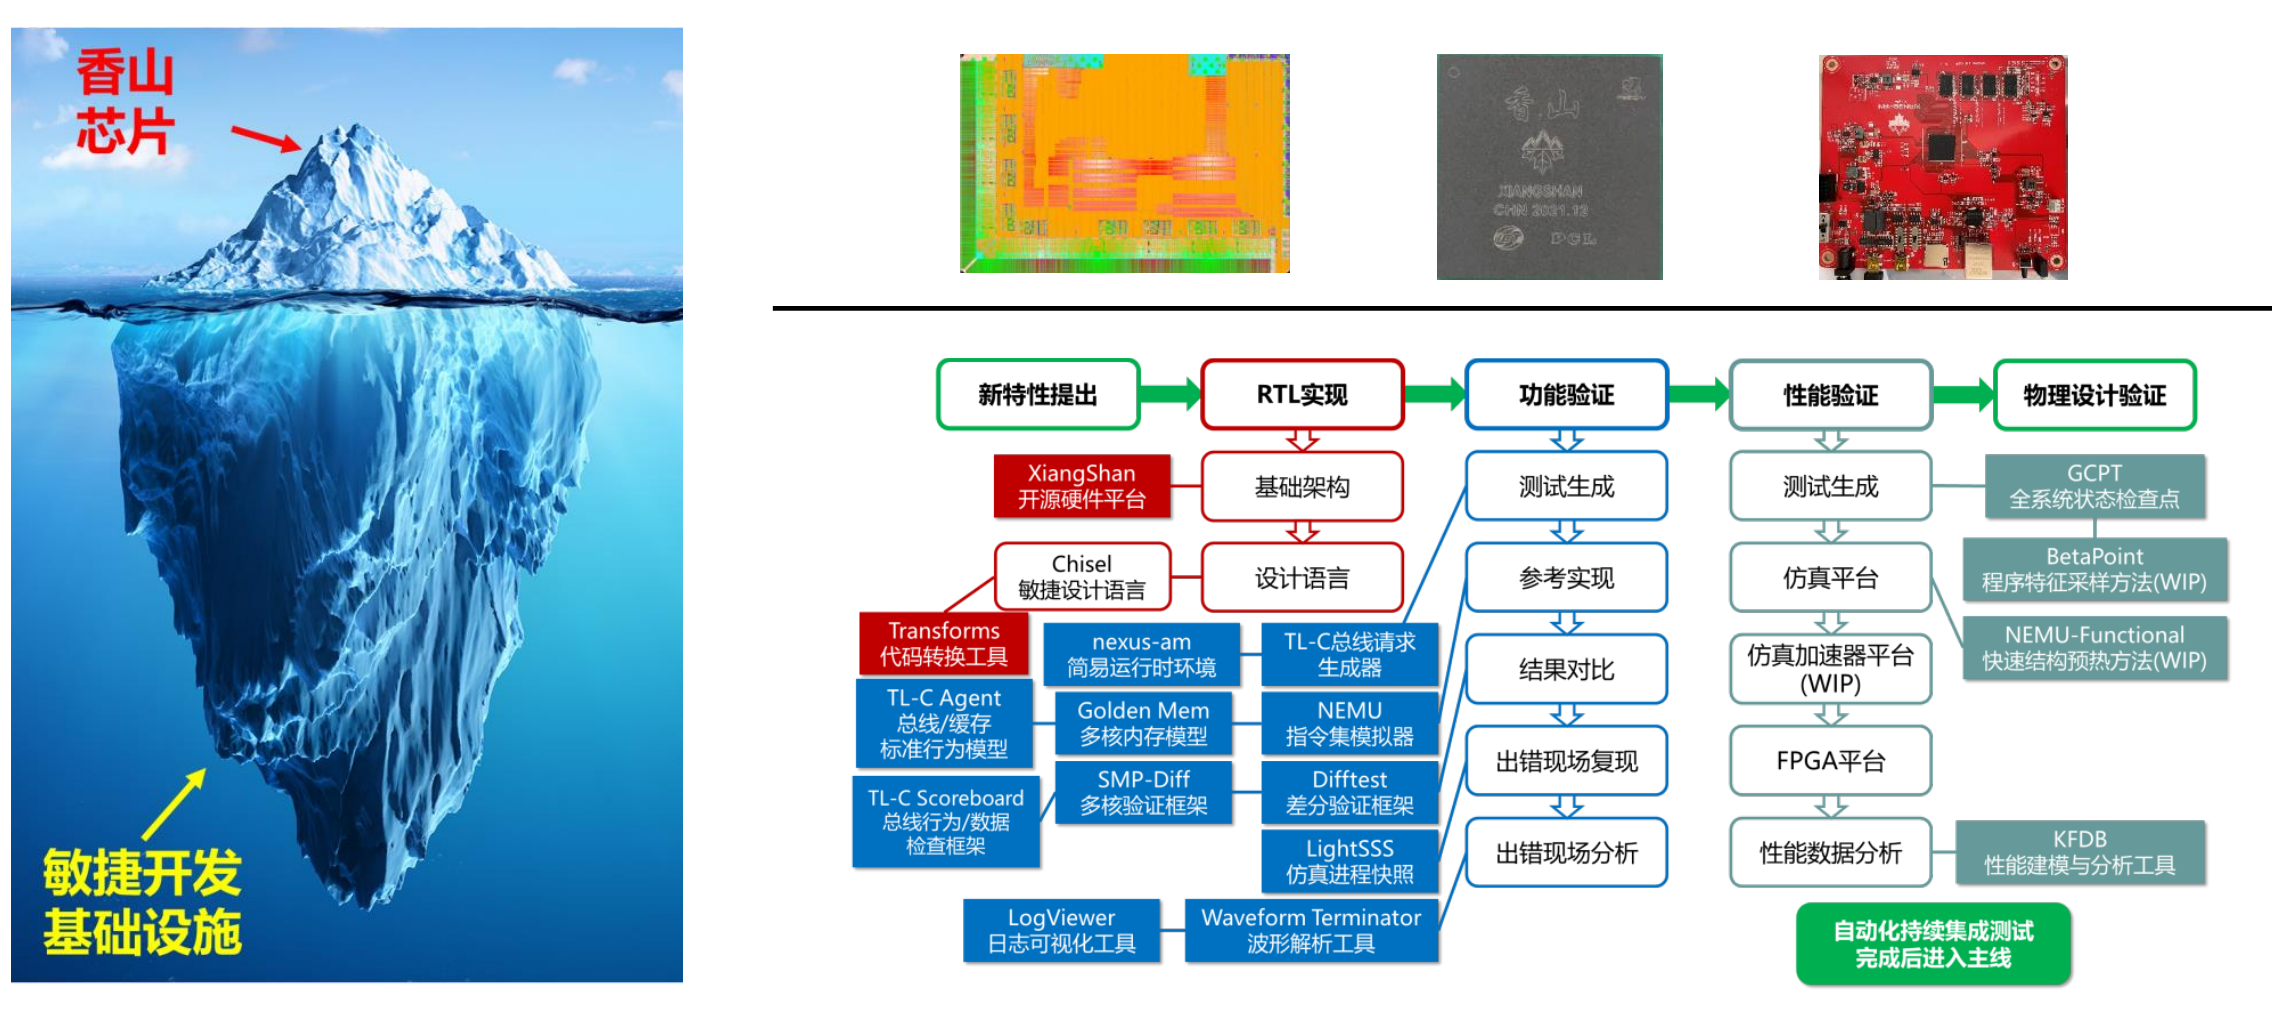 香山
芯片
敏捷开发
基础设施
香山
XIANGSHAN
CHN 2021.12
PCL
新特性提出
RTL实现
功能验证
性能验证
物理设计验证
XiangShan
开源硬件平台
基础架构
Chisel
敏捷设计语言
设计语言
Transforms
代码转换工具
nexus-am
简易运行时环境
TL-C总线请求
生成器
TL-C Agent
总线/缓存
标准行为模型
Golden Mem
多核内存模型
NEMU
指令集模拟器
TL-C Scoreboard
总线行为/数据
检查框架
SMP-Diff
多核验证框架
Difftest
差分验证框架
LightSSS
仿真进程快照
LogViewer
日志可视化工具
Waveform Terminator
波形解析工具
测试生成
参考实现
结果对比
出错现场复现
出错现场分析
测试生成
仿真平台
仿真加速器平台
(WIP)
FPGA平台
性能数据分析
GCPT
全系统状态检查点
BetaPoint
程序特征采样方法(WIP)
NEMU-Functional
快速结构预热方法(WIP)
KFDB
性能建模与分析工具
自动化持续集成测试
完成后进入主线